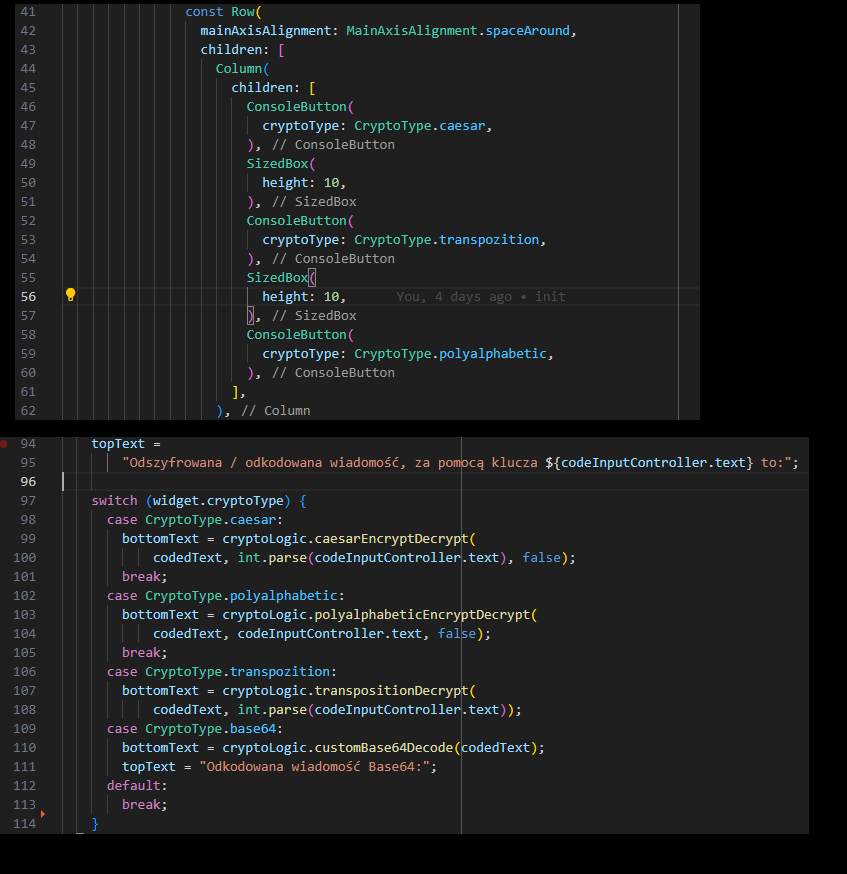 41 const Row(
42 mainAxisAlignment: MainAxisAlignment.spaceAround,
43 children: [
44 Column(
45 children: [
46 ConsoleButton(
47 cryptoType: CryptoType.caesar,
48 ), // ConsoleButton
49 SizedBox(
50 height: 10,
51 ), // SizedBox
52 ConsoleButton(
53 cryptoType: CryptoType.transpozition,
54 ), // ConsoleButton
55 SizedBox(
56 height: 10, You, 4 days ago • init
57 ), // SizedBox
58 ConsoleButton(
59 cryptoType: CryptoType.polyalphabetic,
60 ), // ConsoleButton
61 ],
62 ), // Column
94 topText =
95 "Odszyfrowana / odkodowana wiadomość, za pomocą klucza ${codeInputController.text} to:";
96
97 switch (widget.cryptoType) {
98 case CryptoType.caesar:
99 bottomText = cryptoLogic.caesarEncryptDecrypt(
100 codedText, int.parse(codeInputController.text), false);
101 break;
102 case CryptoType.polyalphabetic:
103 bottomText = cryptoLogic.polyalphabeticEncryptDecrypt(
104 codedText, codeInputController.text, false);
105 break;
106 case CryptoType.transpozition:
107 bottomText = cryptoLogic.transpositionDecrypt(
108 codedText, int.parse(codeInputController.text));
109 case CryptoType.base64:
110 bottomText = cryptoLogic.customBase64Decode(codedText);
111 topText = "Odkodowana wiadomość Base64:";
112 default:
113 break;
114 }